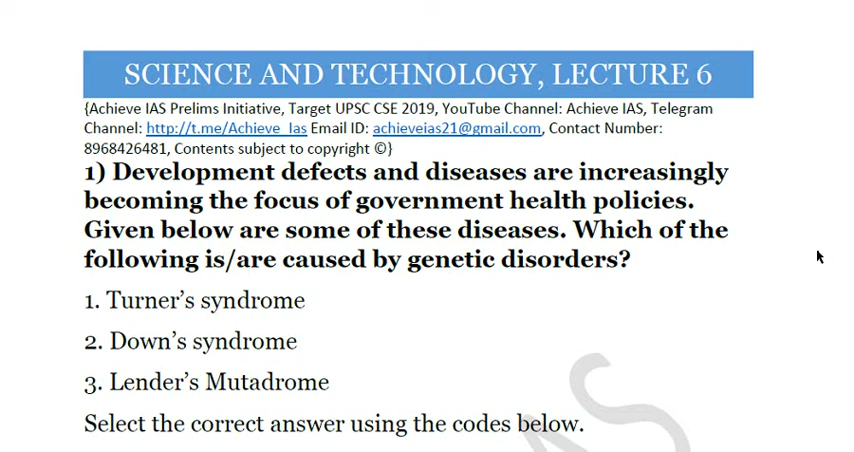 SCIENCE AND TECHNOLOGY, LECTURE 6
{Achieve IAS Prelims Initiative, Target UPSC CSE 2019, YouTube Channel: Achieve IAS, Telegram
Channel: http://t.me/Achieve_Ias Email ID: achieveias21@gmail.com, Contact Number:
8968426481, Contents subject to copyright ©}
1) Development defects and diseases are increasingly
becoming the focus of government health policies.
Given below are some of these diseases. Which of the
following is/are caused by genetic disorders?
1. Turner’s syndrome
2. Down’s syndrome
3. Lender’s Mutadrome
Select the correct answer using the codes below.